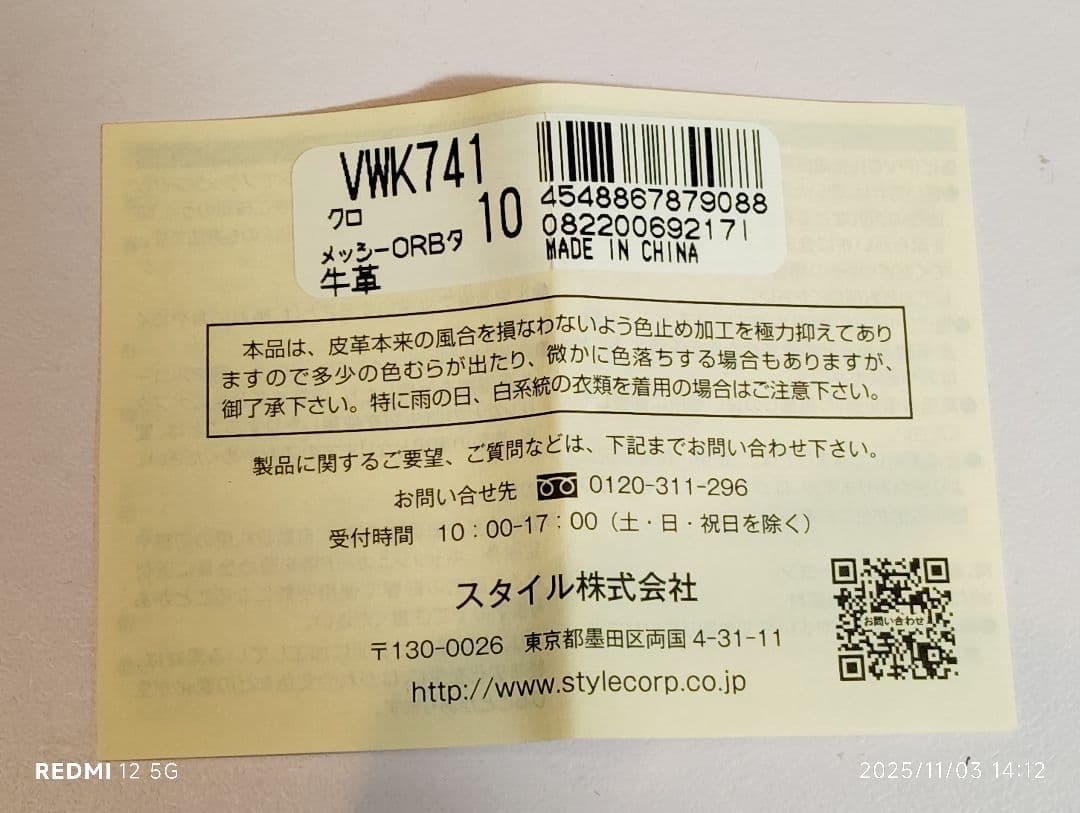 VWK741
クロ 10
メッシーORBタ
牛革
4548867879088
082200692171
MADE IN CHINA
本品は、皮革本来の風合を損なわないよう色止め加工を極力抑えてあり
ますので多少の色むらが出たり、微かに色落ちする場合もありますが、
御了承下さい。特に雨の日、白系統の衣類を着用の場合はご注意下さい。
製品に関するご要望、ご質問などは、下記までお問い合わせ下さい。
お問い合せ先 0120-311-296
受付時間 10:00-17:00(土・日・祝日を除く)
スタイル株式会社
〒130-0026 東京都墨田区両国 4-31-11
http://www.stylecorp.co.jp
お問い合わせ
REDMI 12 5G
2025/11/03 14:12